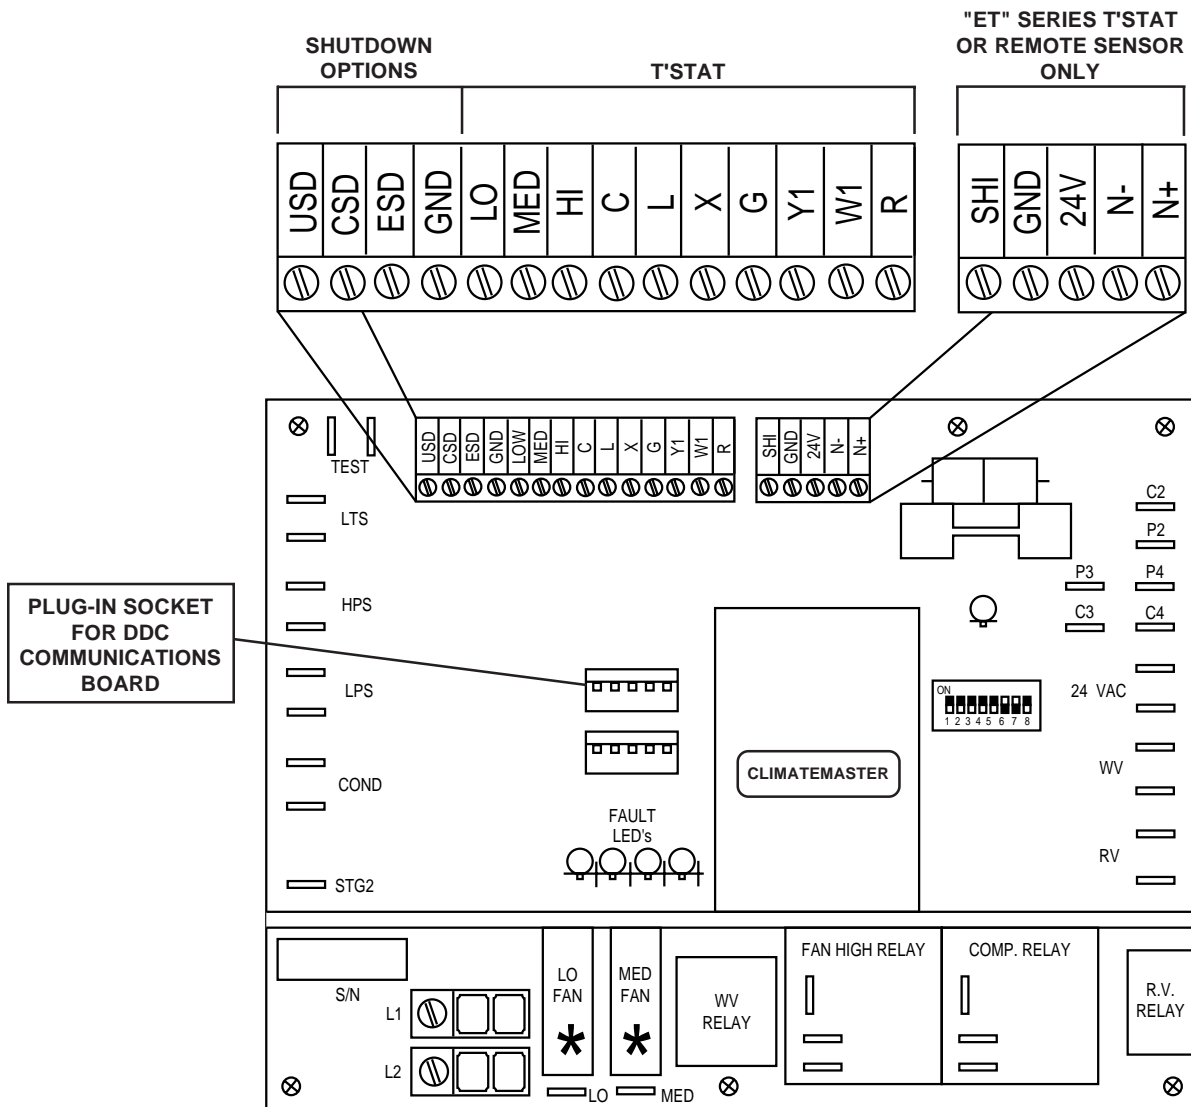 SHUTDOWN
OPTIONS
T'STAT
"ET" SERIES T'STAT
OR REMOTE SENSOR
ONLY
USD CSD ESD GND LO MED HI C L X G Y1 W1 R
SHI GND 24V N- N+
USD CSD ESD GND LOW MED HI C L X G Y1 W1 R
SHI GND 24V N- N+
TEST
LTS
HPS
LPS
COND
STG2
PLUG-IN SOCKET
FOR DDC
COMMUNICATIONS
BOARD
FAULT
LED's
CLIMATEMASTER
C2
P2
P3 P4
C3 C4
ON
1 2 3 4 5 6 7 8
24 VAC
WV
RV
S/N
L1
L2
LO
FAN
*
MED
FAN
*
LO
MED
WV
RELAY
FAN HIGH RELAY
COMP. RELAY
R.V.
RELAY